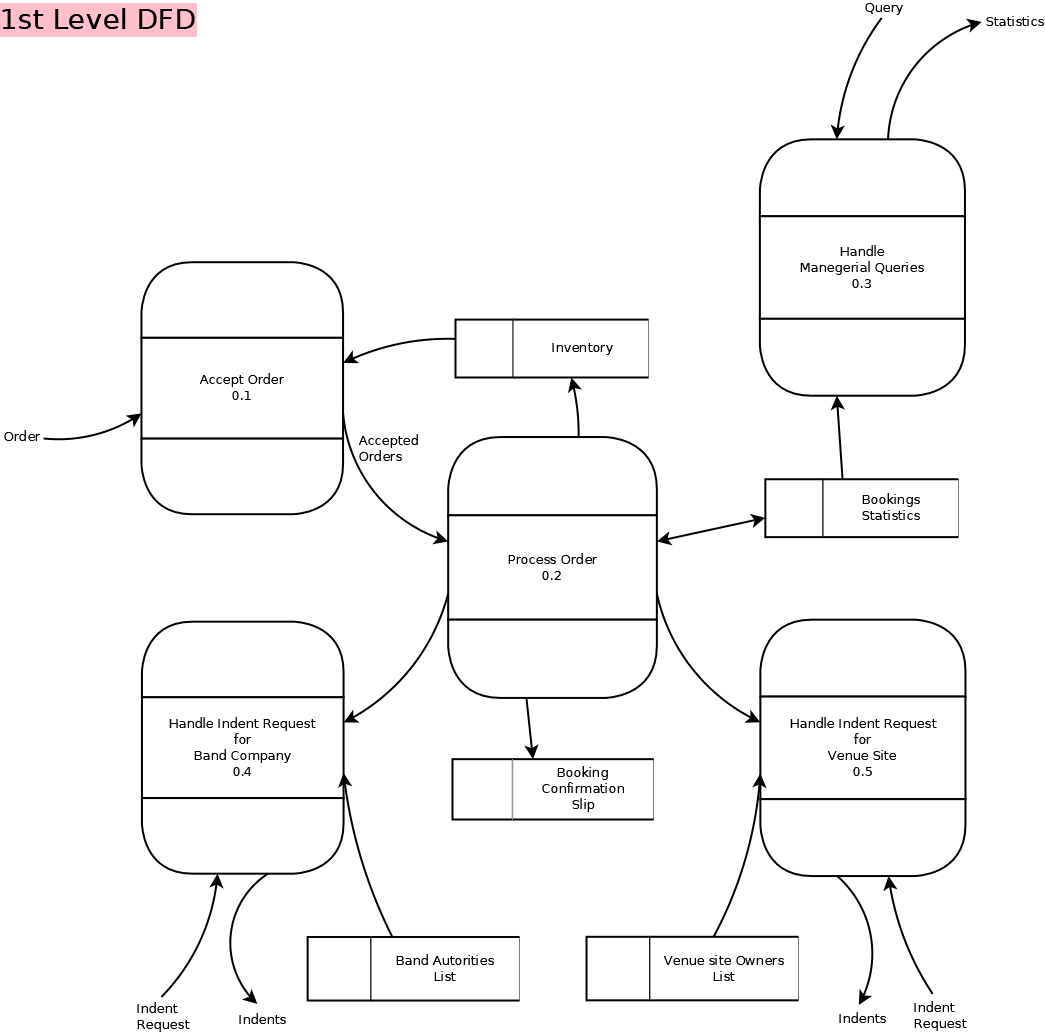 1st Level DFD
Query
Statistics
Handle
Manegerial Queries
0.3
Inventory
Accept Order
0.1
Order
Accepted
Orders
Bookings
Statistics
Process Order
0.2
Handle Indent Request
for
Band Company
0.4
Handle Indent Request
for
Venue Site
0.5
Booking
Confirmation
Slip
Band Autorities
List
Venue site Owners
List
Indent
Request
Indents
Indents
Indent
Request